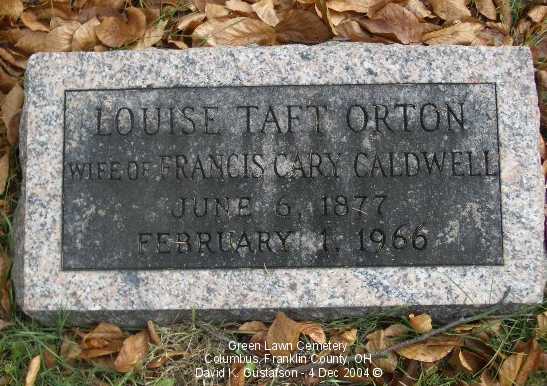 LOUISE TAFT ORTON
WIFE OF FRANCIS CARY CALDWELL
JUNE 6, 1877
FEBRUARY 1, 1966
Green Lawn Cemetery
Columbus, Franklin County, OH
David K. Gustafson - 4 Dec 2004 ©